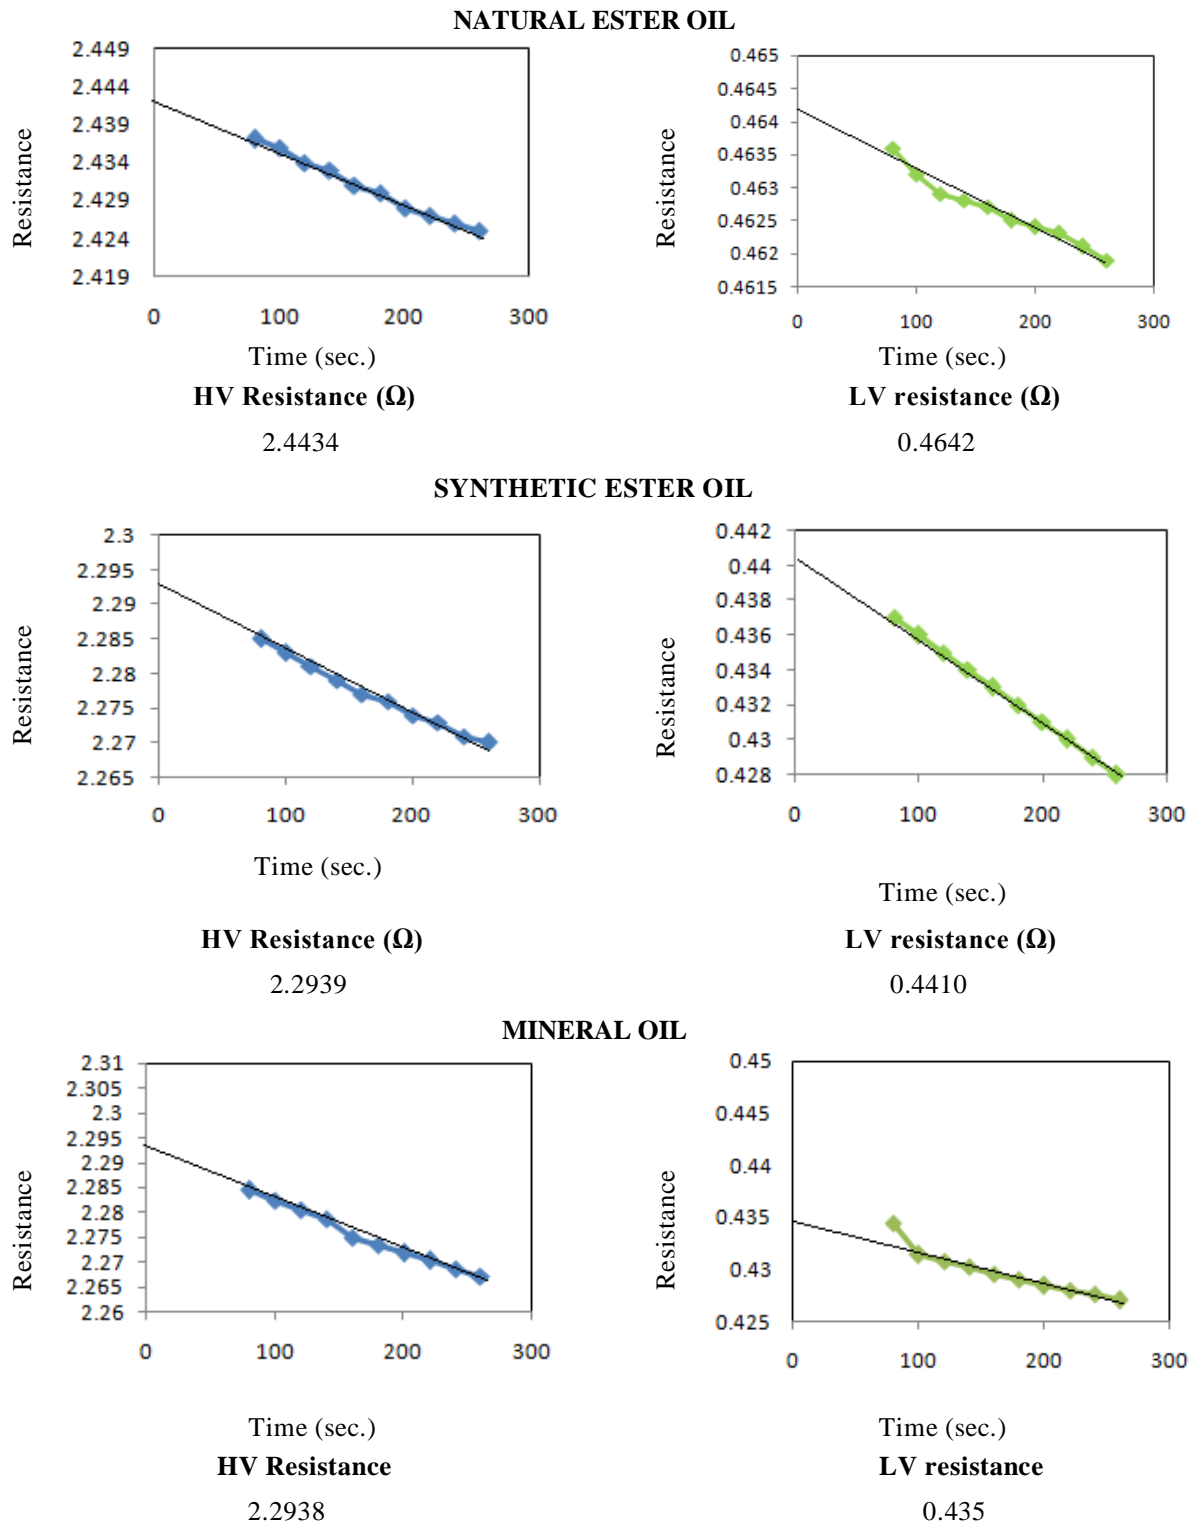 NATURAL ESTER OIL
Resistance
2.449
2.444
2.439
2.434
2.429
2.424
2.419
0 100 200 300
Time (sec.)
HV Resistance (Ω)
2.4434
Resistance
0.465
0.4645
0.464
0.4635
0.463
0.4625
0.462
0.4615
0 100 200 300
Time (sec.)
LV resistance (Ω)
0.4642
SYNTHETIC ESTER OIL
Resistance
2.3
2.295
2.29
2.285
2.28
2.275
2.27
2.265
0 100 200 300
Time (sec.)
HV Resistance (Ω)
2.2939
Resistance
0.442
0.44
0.438
0.436
0.434
0.432
0.43
0.428
0 100 200 300
Time (sec.)
LV resistance (Ω)
0.4410
MINERAL OIL
Resistance
2.31
2.305
2.3
2.295
2.29
2.285
2.28
2.275
2.27
2.265
2.26
0 100 200 300
Time (sec.)
HV Resistance
2.2938
Resistance
0.45
0.445
0.44
0.435
0.43
0.425
0 100 200 300
Time (sec.)
LV resistance
0.435